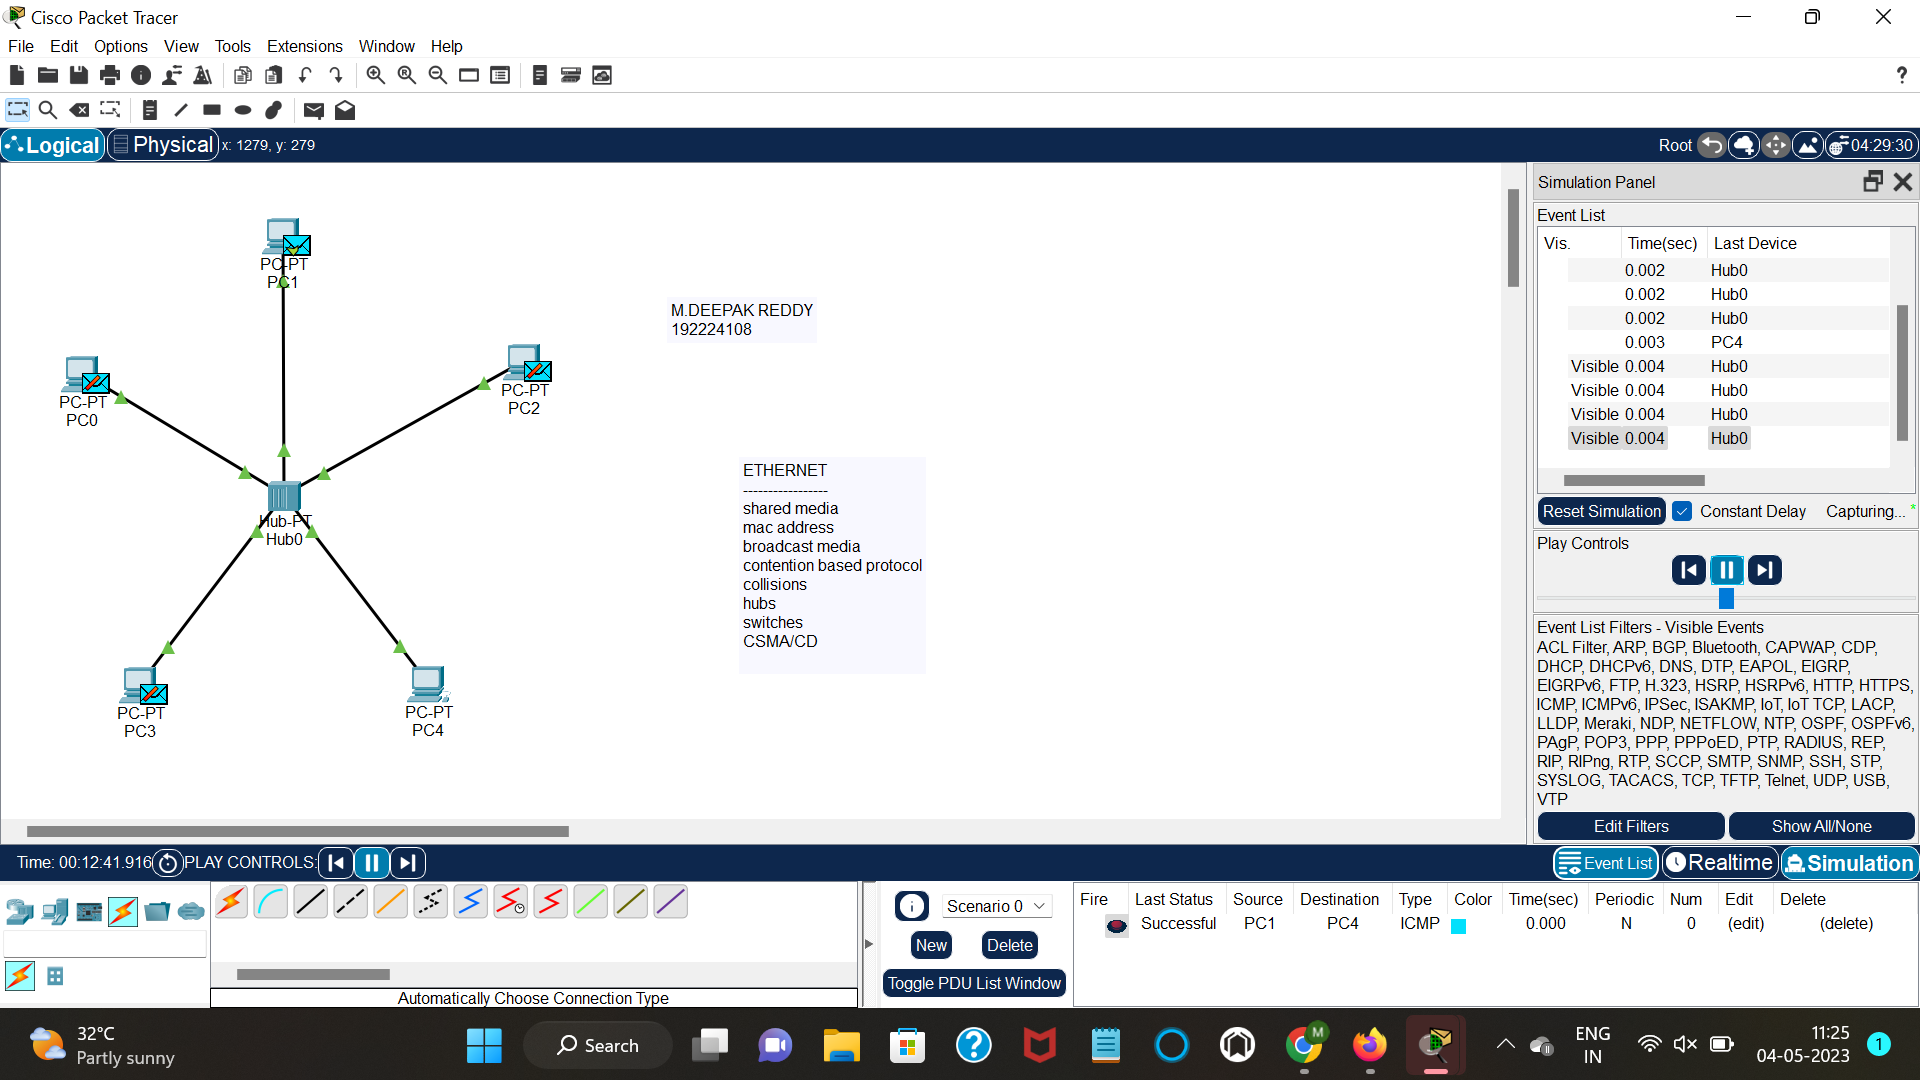 Cisco Packet Tracer
File Edit Options View Tools Extensions Window Help
?
Logical Physical x: 1279, y: 279 Root 04:29:30
PC-PT
PC1
PC-PT
PC0
PC-PT
PC2
Hub-PT
Hub0
PC-PT
PC3
PC-PT
PC4
M.DEEPAK REDDY
192224108
ETHERNET
-----------------
shared media
mac address
broadcast media
contention based protocol
collisions
hubs
switches
CSMA/CD
Simulation Panel
Event List
Vis. Time(sec) Last Device
0.002 Hub0
0.002 Hub0
0.002 Hub0
0.003 PC4
Visible 0.004 Hub0
Visible 0.004 Hub0
Visible 0.004 Hub0
Visible 0.004 Hub0
Reset Simulation Constant Delay Capturing... *
Play Controls
Event List Filters - Visible Events
ACL Filter, ARP, BGP, Bluetooth, CAPWAP, CDP,
DHCP, DHCPv6, DNS, DTP, EAPOL, EIGRP,
EIGRPv6, FTP, H.323, HSRP, HSRPv6, HTTP, HTTPS,
ICMP, ICMPv6, IPSec, ISAKMP, IoT, IoT TCP, LACP,
LLDP, Meraki, NDP, NETFLOW, NTP, OSPF, OSPFv6,
PAgP, POP3, PPP, PPPoED, PTP, RADIUS, REP,
RIP, RIPng, RTP, SCCP, SMTP, SNMP, SSH, STP,
SYSLOG, TACACS, TCP, TFTP, Telnet, UDP, USB,
VTP
Edit Filters Show All/None
Time: 00:12:41.916 PLAY CONTROLS: Event List Realtime Simulation
Automatically Choose Connection Type
Scenario 0
New Delete
Toggle PDU List Window
Fire Last Status Source Destination Type Color Time(sec) Periodic Num Edit Delete
Successful PC1 PC4 ICMP 0.000 N 0 (edit) (delete)
32°C
Partly sunny
Search
M
ENG
IN
11:25
04-05-2023
1